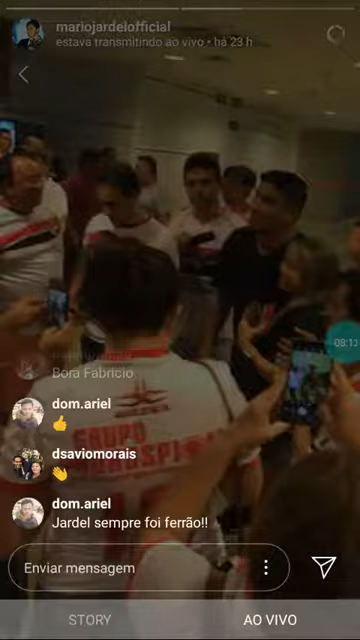 mariojardelofficial
estava transmitindo ao vivo • há 23 h
Bora Fabrício
dom.ariel
👍
dsaviomorais
👏
dom.ariel
Jardel sempre foi ferrão!!
GRUPO
Enviar mensagem
STORY
AO VIVO